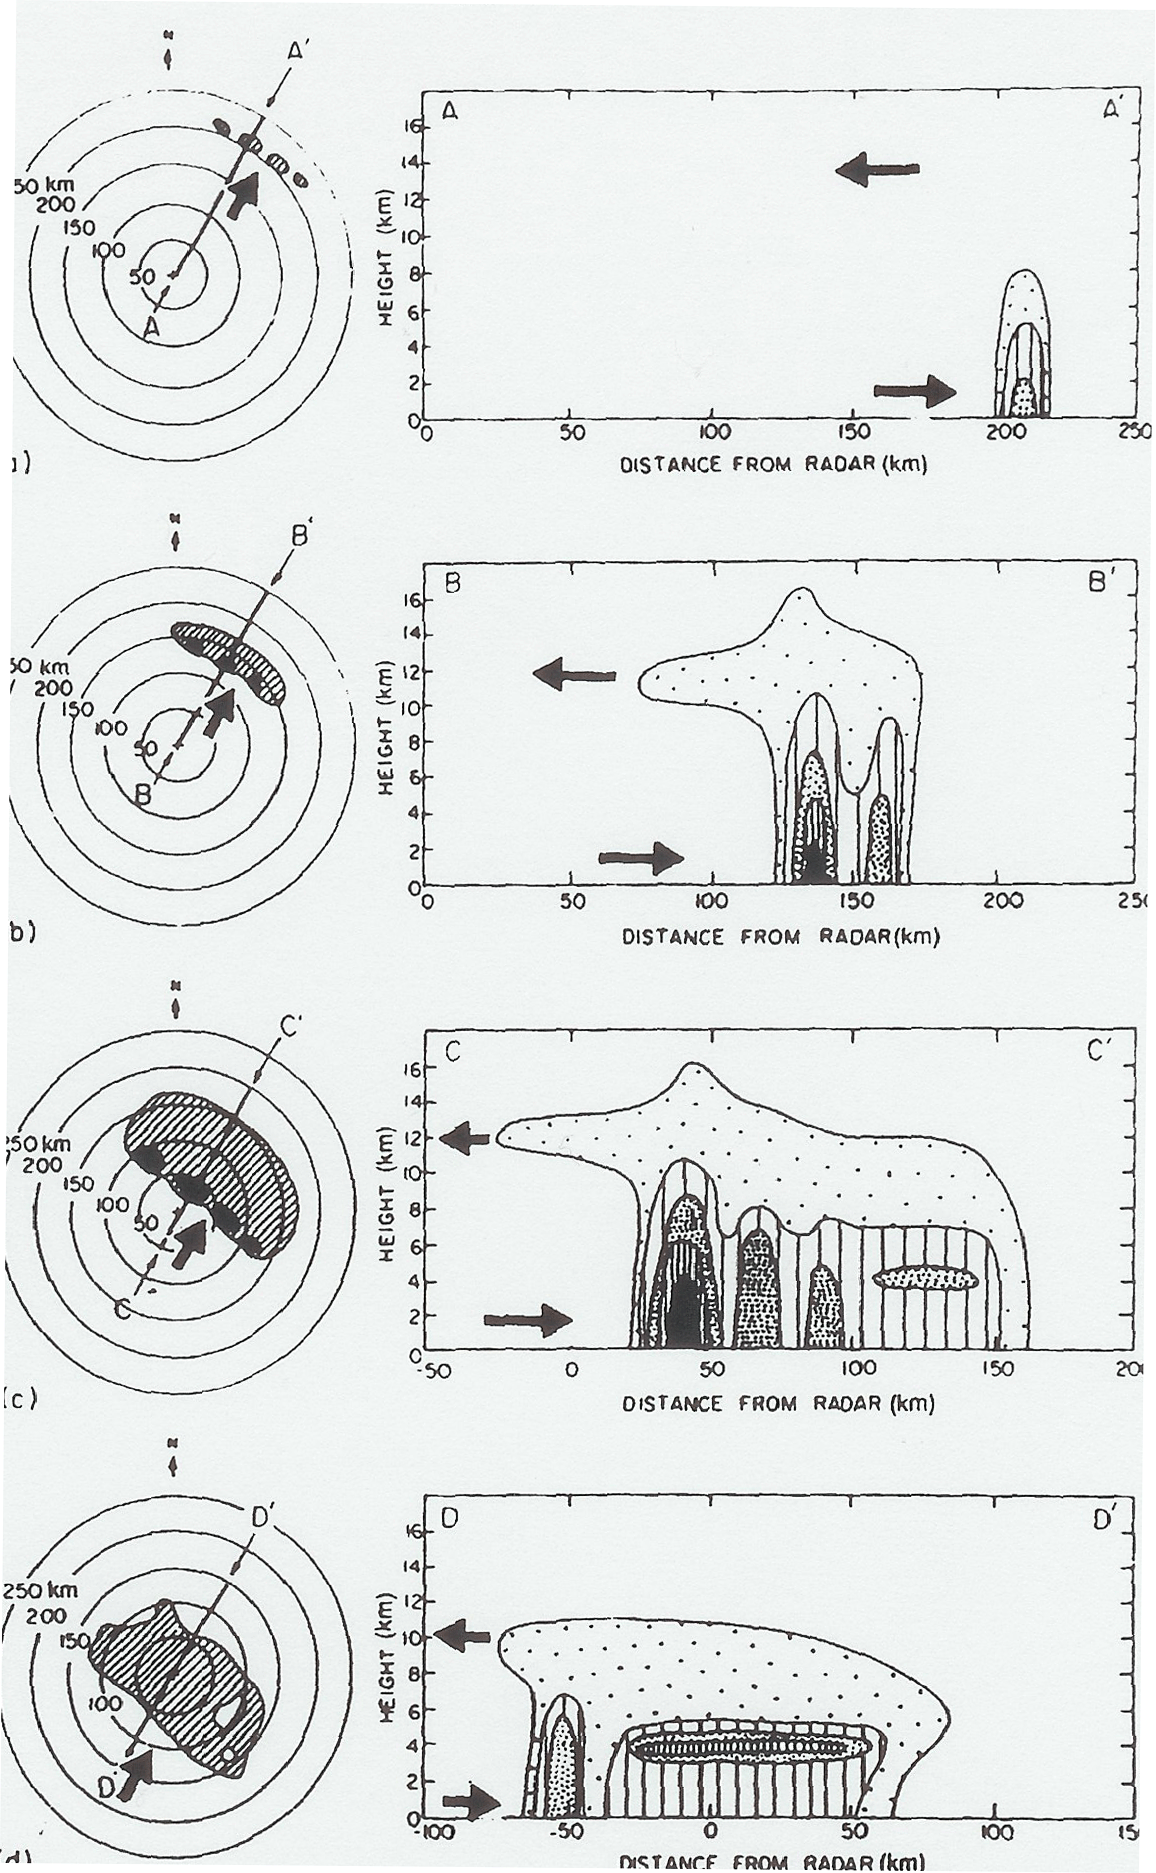 N
A'
50 km
200
150
100
50
A
A A'
HEIGHT (km)
16
14
12
10
8
6
4
2
0
0 50 100 150 200 250
DISTANCE FROM RADAR (km)
N
B'
50 km
200
150
100
50
B
b)
B B'
HEIGHT (km)
16
14
12
10
8
6
4
2
0
0 50 100 150 200 25
DISTANCE FROM RADAR (km)
N
C'
250 km
200
150
100
50
C
(c)
C C'
HEIGHT (km)
16
14
12
10
8
6
4
2
0
-50 0 50 100 150 20
DISTANCE FROM RADAR (km)
N
D'
250 km
200
150
100
D
d)
D D'
HEIGHT (km)
16
14
12
10
8
6
4
2
0
-100 -50 0 50 100 15
DISTANCE FROM RADAR (km)